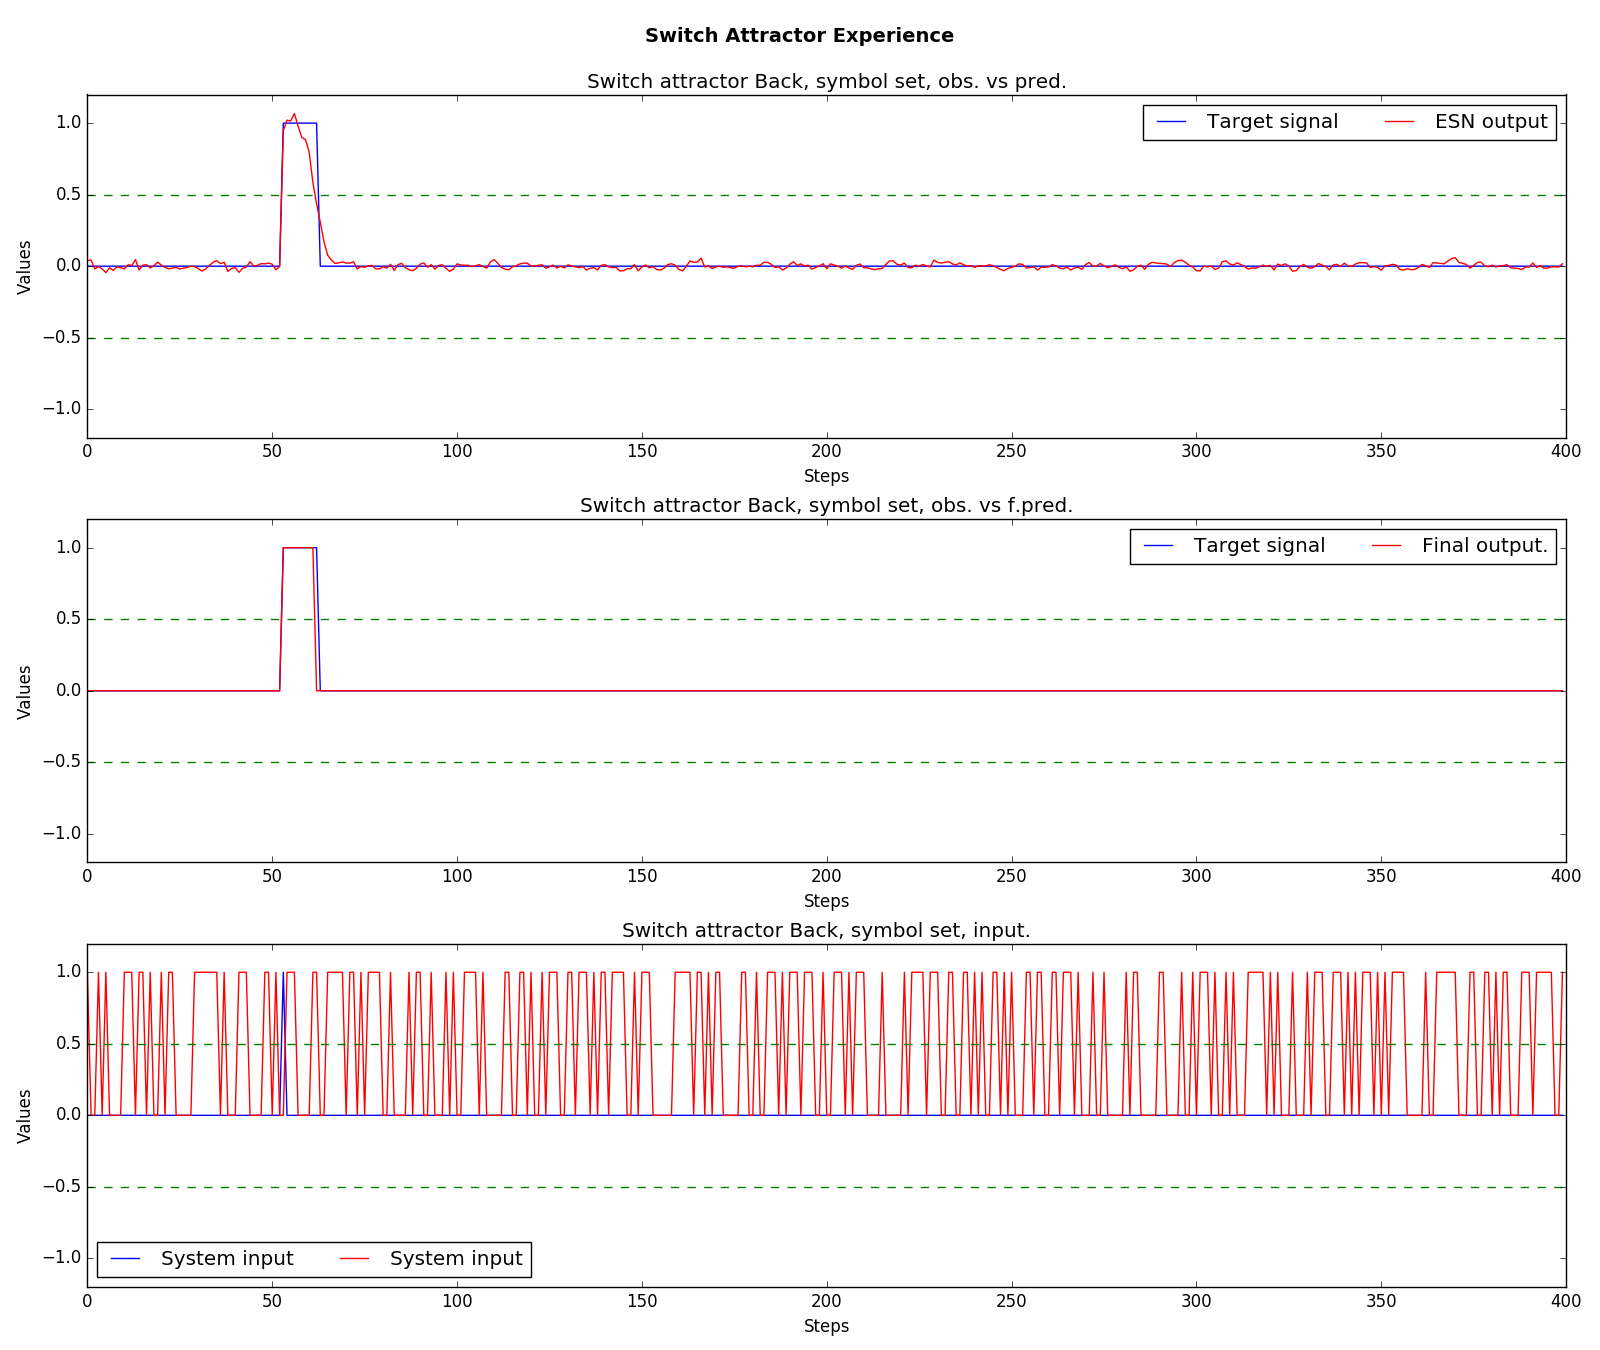 Switch Attractor Experience
Switch attractor Back, symbol set, obs. vs pred.
Target signal ESN output
1.0
0.5
0.0
−0.5
−1.0
Values
0 50 100 150 200 250 300 350 400
Steps
Switch attractor Back, symbol set, obs. vs f.pred.
Target signal Final output.
1.0
0.5
0.0
−0.5
−1.0
Values
0 50 100 150 200 250 300 350 400
Steps
Switch attractor Back, symbol set, input.
1.0
0.5
0.0
−0.5
−1.0
Values
System input System input
0 50 100 150 200 250 300 350 400
Steps